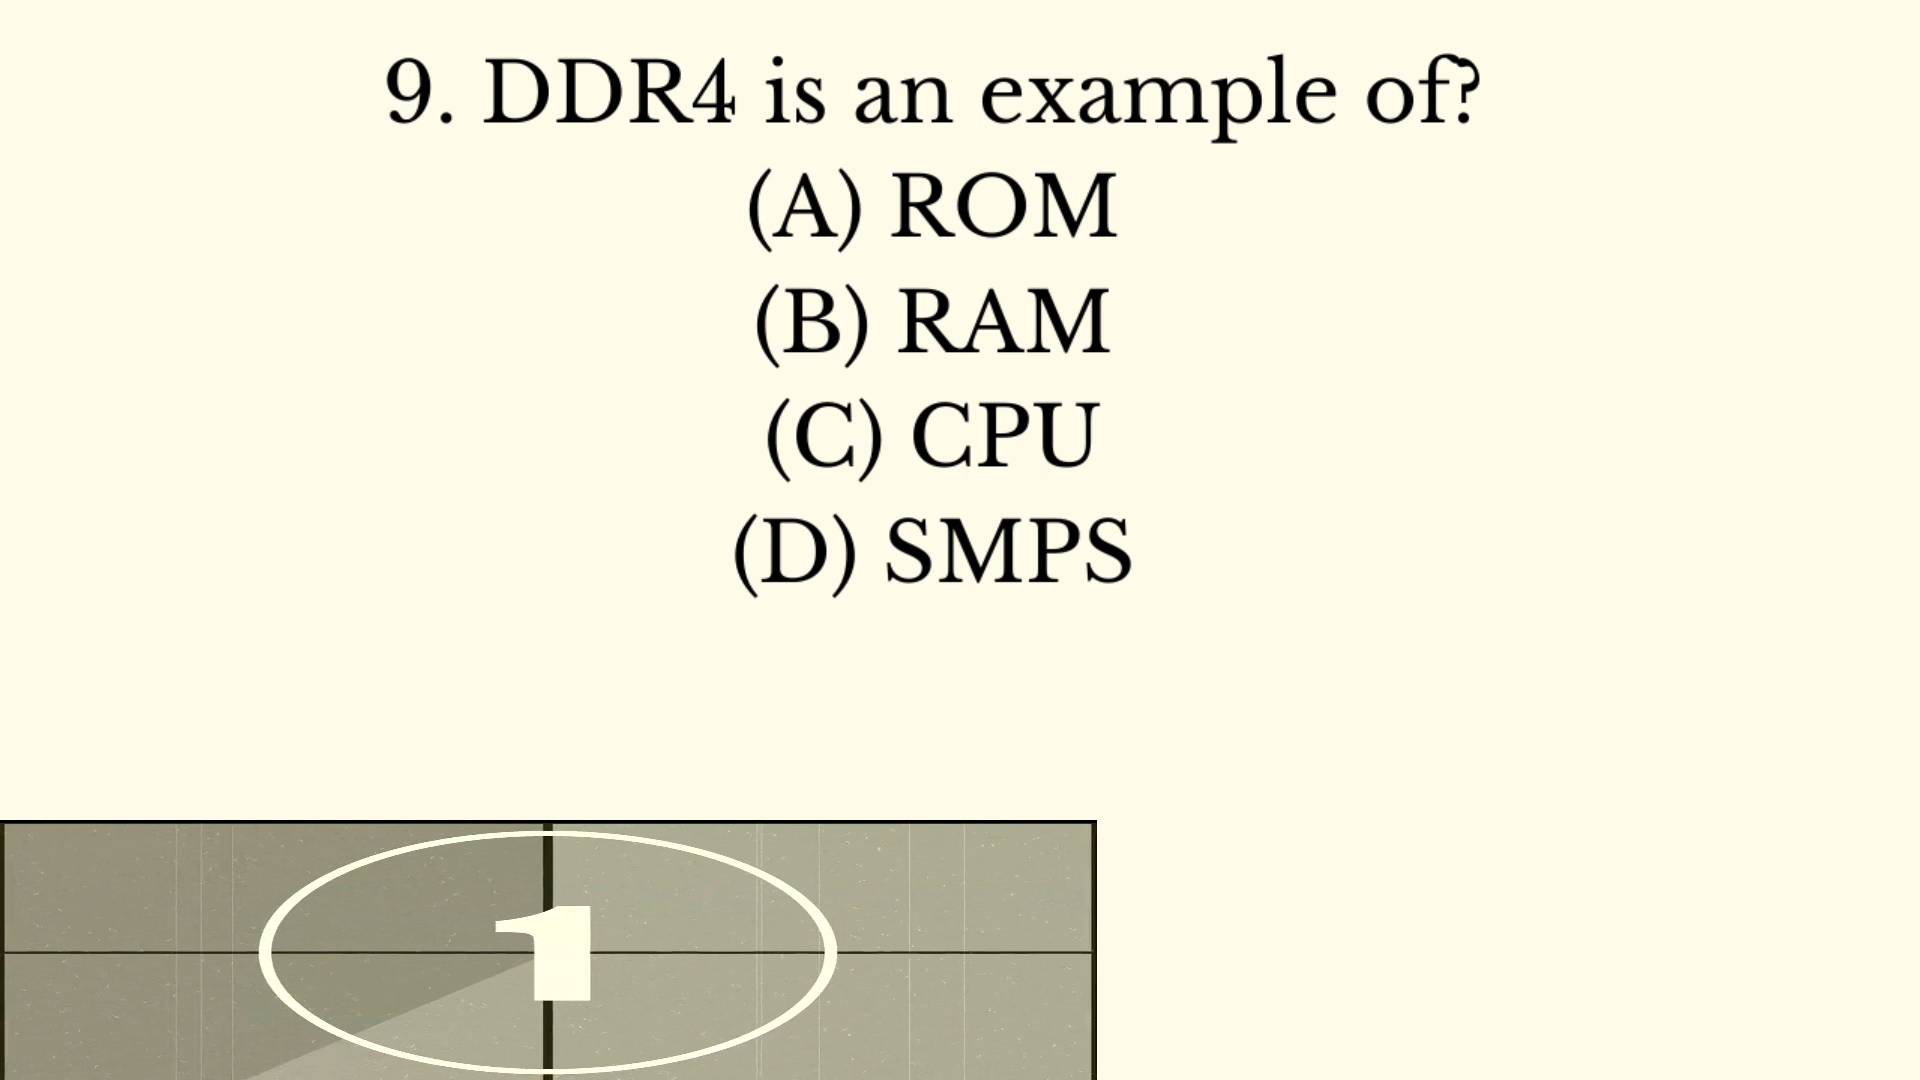 9. DDR4 is an example of?
(A) ROM
(B) RAM
(C) CPU
(D) SMPS
1